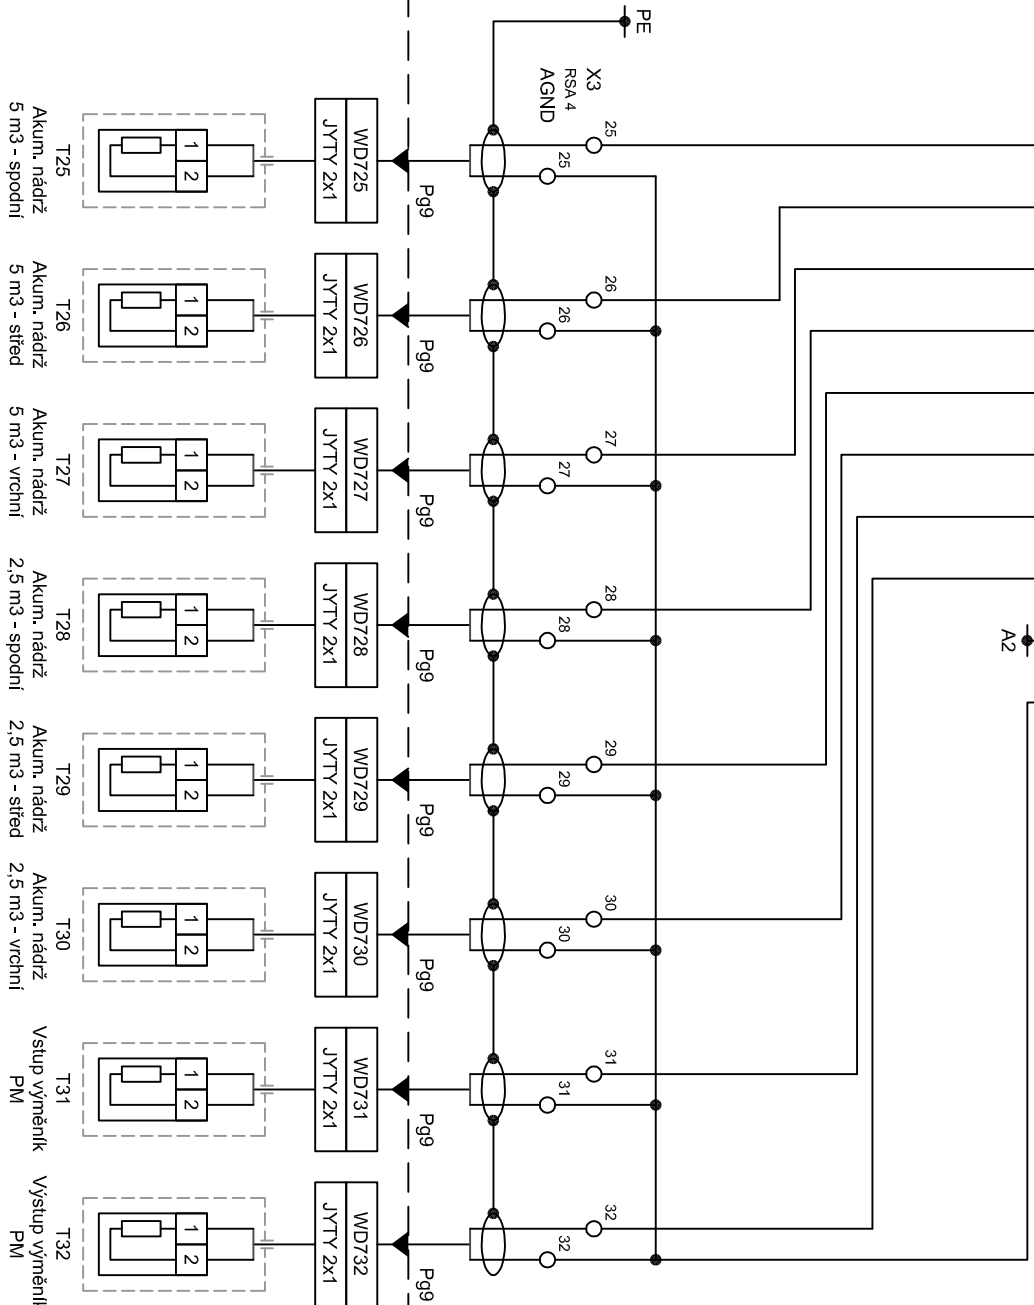 PE
X3
RSA 4
AGND
25
25
26
26
27
27
28
28
29
29
30
30
31
31
32
32
A2
Pg9
Pg9
Pg9
Pg9
Pg9
Pg9
Pg9
Pg9
WD725
JYTY 2x1
WD726
JYTY 2x1
WD727
JYTY 2x1
WD728
JYTY 2x1
WD729
JYTY 2x1
WD730
JYTY 2x1
WD731
JYTY 2x1
WD732
JYTY 2x1
1
2
1
2
1
2
1
2
1
2
1
2
1
2
1
2
T25
Akum. nádrž
5 m3 - spodní
T26
Akum. nádrž
5 m3 - střed
T27
Akum. nádrž
5 m3 - vrchní
T28
Akum. nádrž
2,5 m3 - spodní
T29
Akum. nádrž
2,5 m3 - střed
T30
Akum. nádrž
2,5 m3 - vrchní
T31
Vstup výměník
PM
T32
Výstup výměník
PM